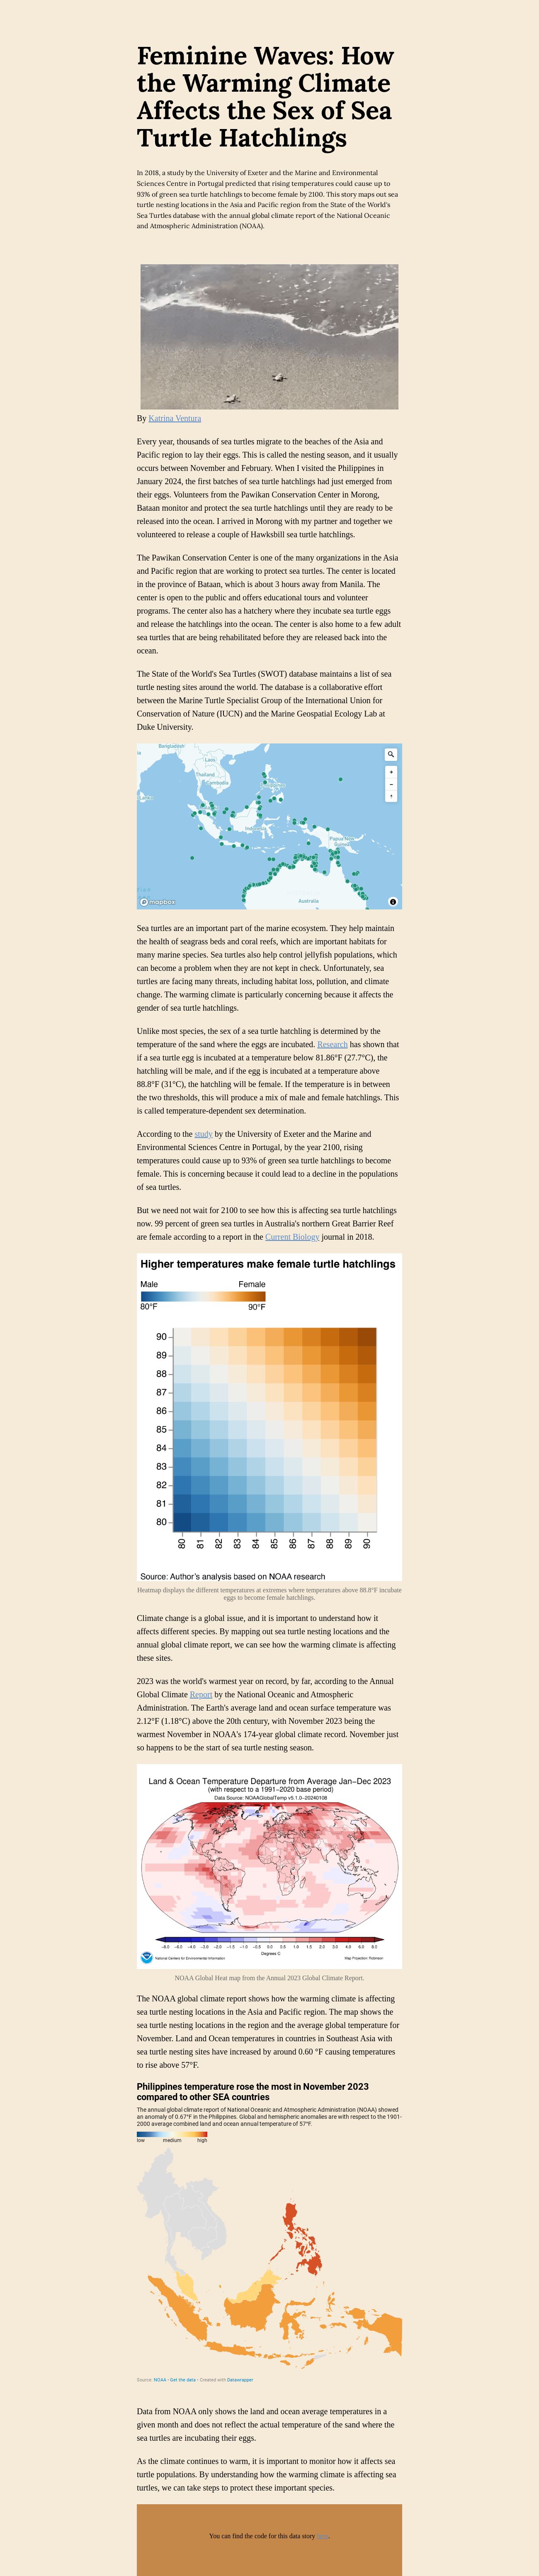 Feminine Waves: How
the Warming Climate
Affects the Sex of Sea
Turtle Hatchlings
In 2018, a study by the University of Exeter and the Marine and Environmental
Sciences Centre in Portugal predicted that rising temperatures could cause up to
93% of green sea turtle hatchlings to become female by 2100. This story maps out sea
turtle nesting locations in the Asia and Pacific region from the State of the World's
Sea Turtles database with the annual global climate report of the National Oceanic
and Atmospheric Administration (NOAA).
By Katrina Ventura
Every year, thousands of sea turtles migrate to the beaches of the Asia and
Pacific region to lay their eggs. This is called the nesting season, and it usually
occurs between November and February. When I visited the Philippines in
January 2024, the first batches of sea turtle hatchlings had just emerged from
their eggs. Volunteers from the Pawikan Conservation Center in Morong,
Bataan monitor and protect the sea turtle hatchlings until they are ready to be
released into the ocean. I arrived in Morong with my partner and together we
volunteered to release a couple of Hawksbill sea turtle hatchlings.
The Pawikan Conservation Center is one of the many organizations in the Asia
and Pacific region that are working to protect sea turtles. The center is located
in the province of Bataan, which is about 3 hours away from Manila. The
center is open to the public and offers educational tours and volunteer
programs. The center also has a hatchery where they incubate sea turtle eggs
and release the hatchlings into the ocean. The center is also home to a few adult
sea turtles that are being rehabilitated before they are released back into the
ocean.
The State of the World's Sea Turtles (SWOT) database maintains a list of sea
turtle nesting sites around the world. The database is a collaborative effort
between the Marine Turtle Specialist Group of the International Union for
Conservation of Nature (IUCN) and the Marine Geospatial Ecology Lab at
Duke University.
Bangladesh
Laos
Thailand
Cambodia
Papua New
Australia
mapbox
Sea turtles are an important part of the marine ecosystem. They help maintain
the health of seagrass beds and coral reefs, which are important habitats for
many marine species. Sea turtles also help control jellyfish populations, which
can become a problem when they are not kept in check. Unfortunately, sea
turtles are facing many threats, including habitat loss, pollution, and climate
change. The warming climate is particularly concerning because it affects the
gender of sea turtle hatchlings.
Unlike most species, the sex of a sea turtle hatchling is determined by the
temperature of the sand where the eggs are incubated. Research has shown that
if a sea turtle egg is incubated at a temperature below 81.86°F (27.7°C), the
hatchling will be male, and if the egg is incubated at a temperature above
88.8°F (31°C), the hatchling will be female. If the temperature is in between
the two thresholds, this will produce a mix of male and female hatchlings. This
is called temperature-dependent sex determination.
According to the study by the University of Exeter and the Marine and
Environmental Sciences Centre in Portugal, by the year 2100, rising
temperatures could cause up to 93% of green sea turtle hatchlings to become
female. This is concerning because it could lead to a decline in the populations
of sea turtles.
But we need not wait for 2100 to see how this is affecting sea turtle hatchlings
now. 99 percent of green sea turtles in Australia's northern Great Barrier Reef
are female according to a report in the Current Biology journal in 2018.
Higher temperatures make female turtle hatchlings
Male Female
80°F 90°F
90
89
88
87
86
85
84
83
82
81
80
80 81 82 83 84 85 86 87 88 89 90
Source: Author's analysis based on NOAA research
Heatmap displays the different temperatures at extremes where temperatures above 88.8°F incubate
eggs to become female hatchlings.
Climate change is a global issue, and it is important to understand how it
affects different species. By mapping out sea turtle nesting locations and the
annual global climate report, we can see how the warming climate is affecting
these sites.
2023 was the world's warmest year on record, by far, according to the Annual
Global Climate Report by the National Oceanic and Atmospheric
Administration. The Earth's average land and ocean surface temperature was
2.12°F (1.18°C) above the 20th century, with November 2023 being the
warmest November in NOAA's 174-year global climate record. November just
so happens to be the start of sea turtle nesting season.
Land & Ocean Temperature Departure from Average Jan–Dec 2023
(with respect to a 1991–2020 base period)
Data Source: NOAAGlobalTemp v5.1.0–20240108
-8.0 -6.0 -4.0 -3.0 -2.0 -1.5 -1.0 -0.5 0.0 0.5 1.0 1.5 2.0 3.0 4.0 6.0 8.0
Degrees C
National Centers for Environmental Information
Map Projection: Robinson
NOAA Global Heat map from the Annual 2023 Global Climate Report.
The NOAA global climate report shows how the warming climate is affecting
sea turtle nesting locations in the Asia and Pacific region. The map shows the
sea turtle nesting locations in the region and the average global temperature for
November. Land and Ocean temperatures in countries in Southeast Asia with
sea turtle nesting sites have increased by around 0.60 °F causing temperatures
to rise above 57°F.
Philippines temperature rose the most in November 2023
compared to other SEA countries
The annual global climate report of National Oceanic and Atmospheric Administration (NOAA) showed
an anomaly of 0.67°F in the Philippines. Global and hemispheric anomalies are with respect to the 1901-
2000 average combined land and ocean annual temperature of 57°F.
low medium high
Source: NOAA · Get the data · Created with Datawrapper
Data from NOAA only shows the land and ocean average temperatures in a
given month and does not reflect the actual temperature of the sand where the
sea turtles are incubating their eggs.
As the climate continues to warm, it is important to monitor how it affects sea
turtle populations. By understanding how the warming climate is affecting sea
turtles, we can take steps to protect these important species.
You can find the code for this data story here.